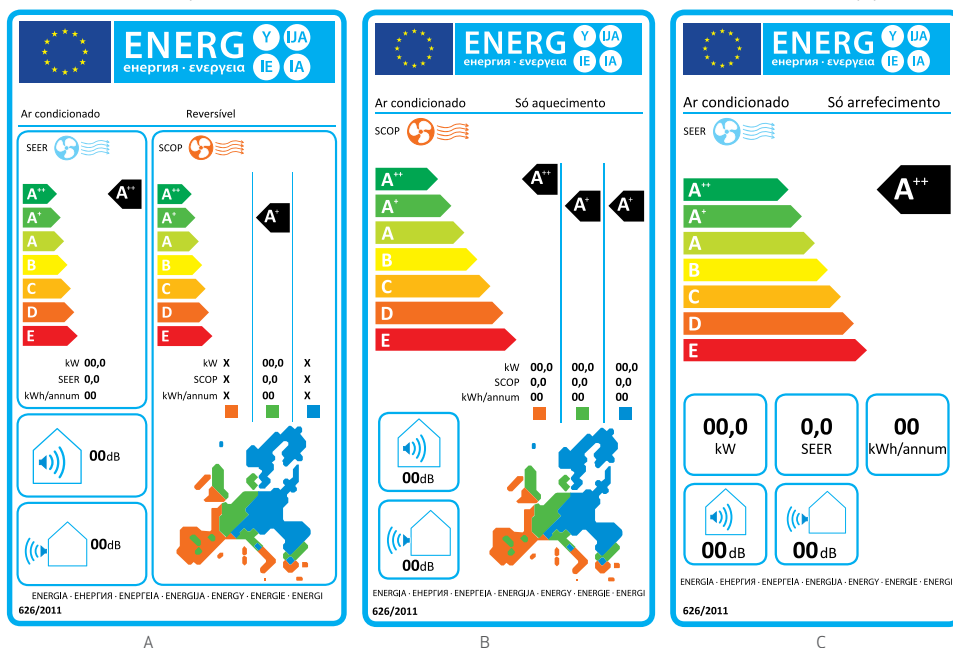 ENERG Y IJA
енергия · ενεργεια IE IA
Ar condicionado Reversível
SEER
A++
A+
A
B
C
D
E
A++
kW 00,0
SEER 0,0
kWh/annum 00
SCOP
A++
A+
A
B
C
D
E
A+
kW X 00,0 X
SCOP X 0,0 X
kWh/annum X 00 X
00dB
00dB
ENERGIA · ЕНЕРГИЯ · ΕΝΕΡΓΕΙΑ · ENERGIJA · ENERGY · ENERGIE · ENERGI
626/2011
A
ENERG Y IJA
енергия · ενεργεια IE IA
Ar condicionado Só aquecimento
SCOP
A++
A+
A
B
C
D
E
A++
A+ A+
kW 00,0 00,0 00,0
SCOP 0,0 0,0 0,0
kWh/annum 00 00 00
00dB
00dB
ENERGIA · ЕНЕРГИЯ · ΕΝΕΡΓΕΙΑ · ENERGIJA · ENERGY · ENERGIE · ENERGI
626/2011
B
ENERG Y IJA
енергия · ενεργεια IE IA
Ar condicionado Só arrefecimento
SEER
A++
A+
A
B
C
D
E
A++
00,0 kW
0,0 SEER
00 kWh/annum
00 dB
00 dB
ENERGIA · ЕНЕРГИЯ · ΕΝΕΡΓΕΙΑ · ENERGIJA · ENERGY · ENERGIE · ENERGI
626/2011
C